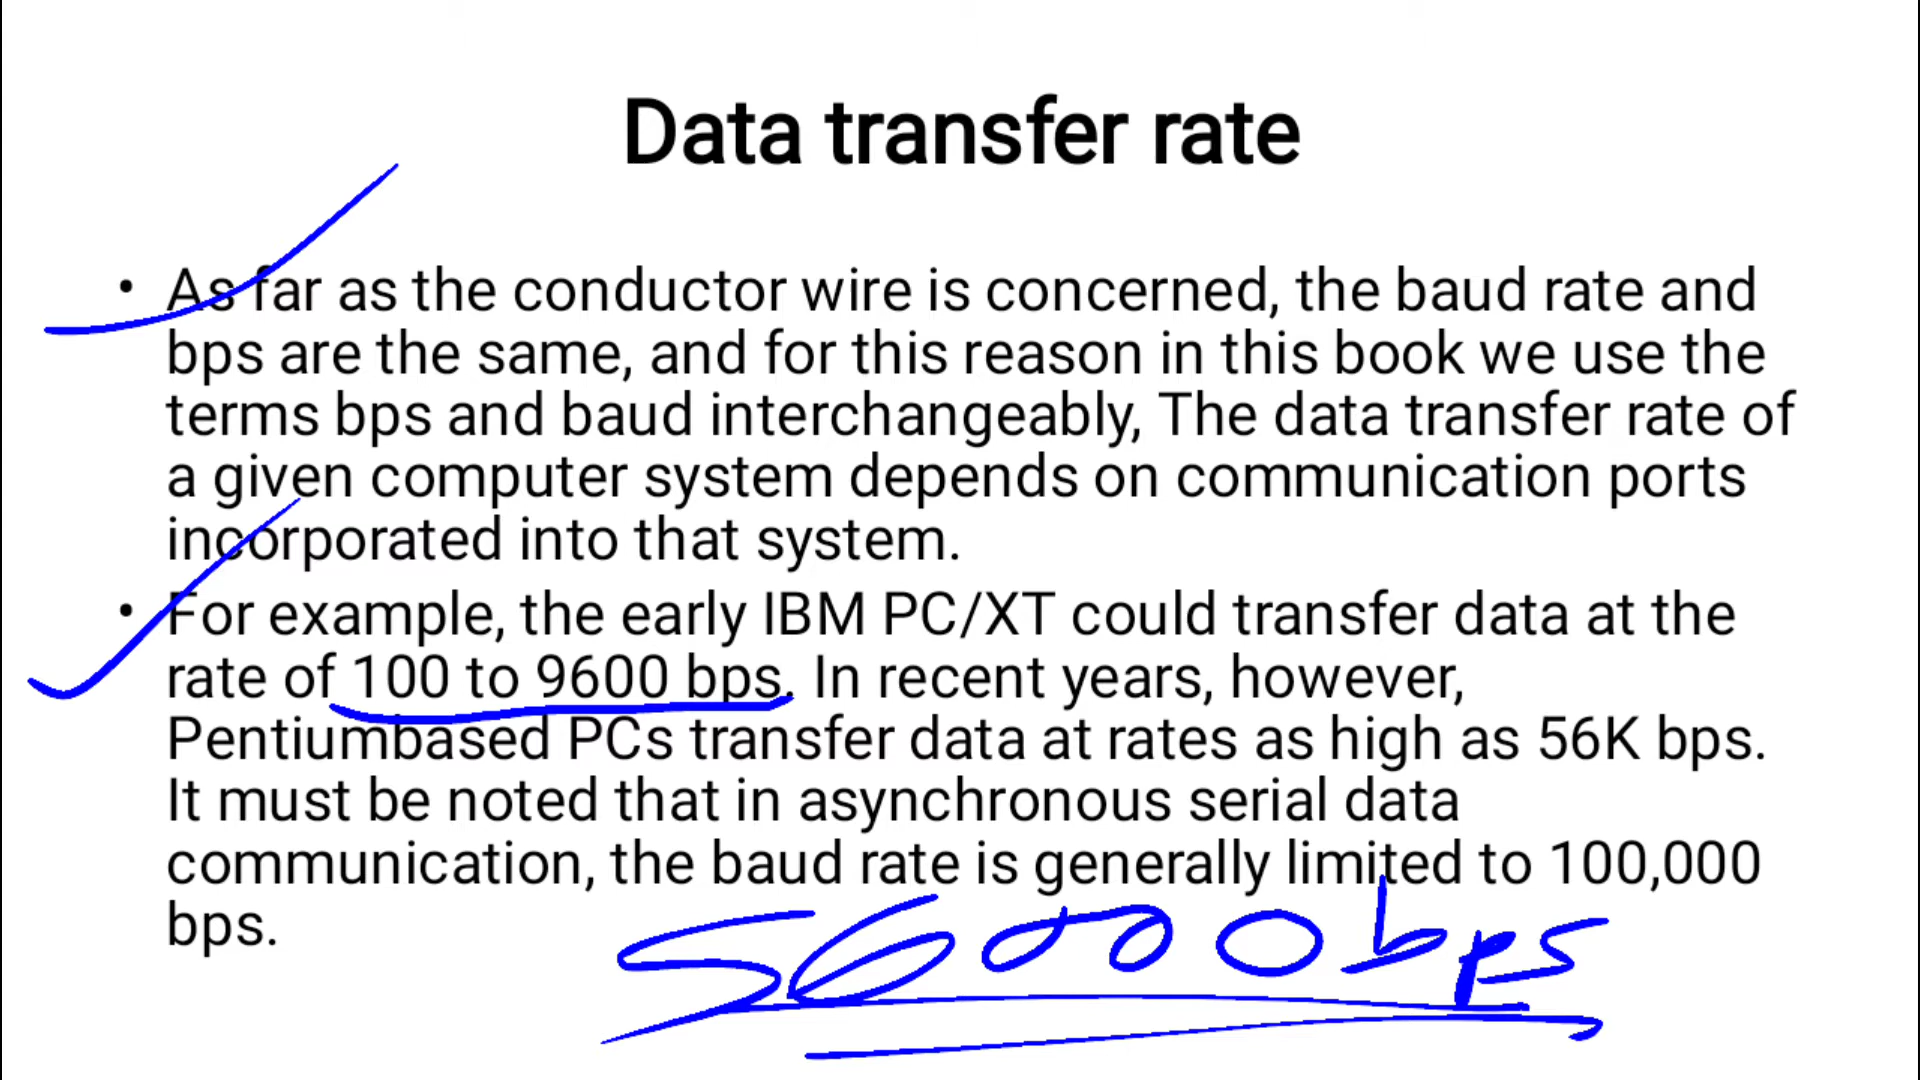 Data transfer rate
• As far as the conductor wire is concerned, the baud rate and
bps are the same, and for this reason in this book we use the
terms bps and baud interchangeably, The data transfer rate of
a given computer system depends on communication ports
incorporated into that system.
• For example, the early IBM PC/XT could transfer data at the
rate of 100 to 9600 bps. In recent years, however,
Pentiumbased PCs transfer data at rates as high as 56K bps.
It must be noted that in asynchronous serial data
communication, the baud rate is generally limited to 100,000
bps.
56000bps